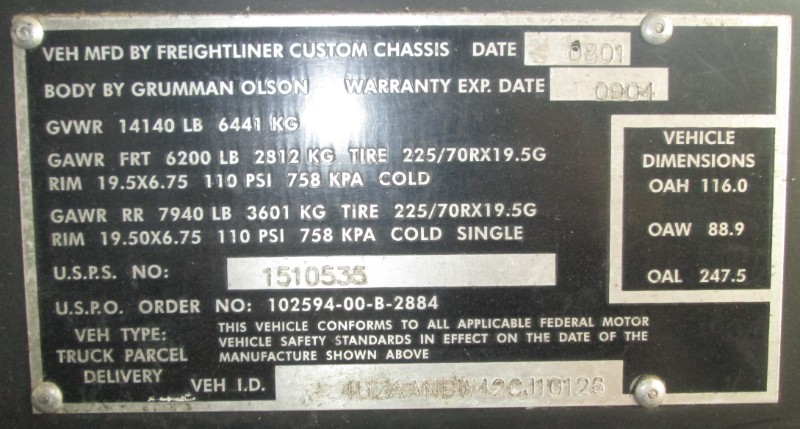 VEH MFD BY FREIGHTLINER CUSTOM CHASSIS DATE 0801
BODY BY GRUMMAN OLSON WARRANTY EXP. DATE 0904
GVWR 14140 LB 6441 KG
GAWR FRT 6200 LB 2812 KG TIRE 225/70RX19.5G
RIM 19.5X6.75 110 PSI 758 KPA COLD
GAWR RR 7940 LB 3601 KG TIRE 225/70RX19.5G
RIM 19.50X6.75 110 PSI 758 KPA COLD SINGLE
VEHICLE
DIMENSIONS
OAH 116.0
OAW 88.9
OAL 247.5
U.S.P.S. NO: 1510535
U.S.P.O. ORDER NO: 102594-00-B-2884
VEH TYPE:
TRUCK PARCEL
DELIVERY
THIS VEHICLE CONFORMS TO ALL APPLICABLE FEDERAL MOTOR
VEHICLE SAFETY STANDARDS IN EFFECT ON THE DATE OF THE
MANUFACTURE SHOWN ABOVE
VEH I.D.